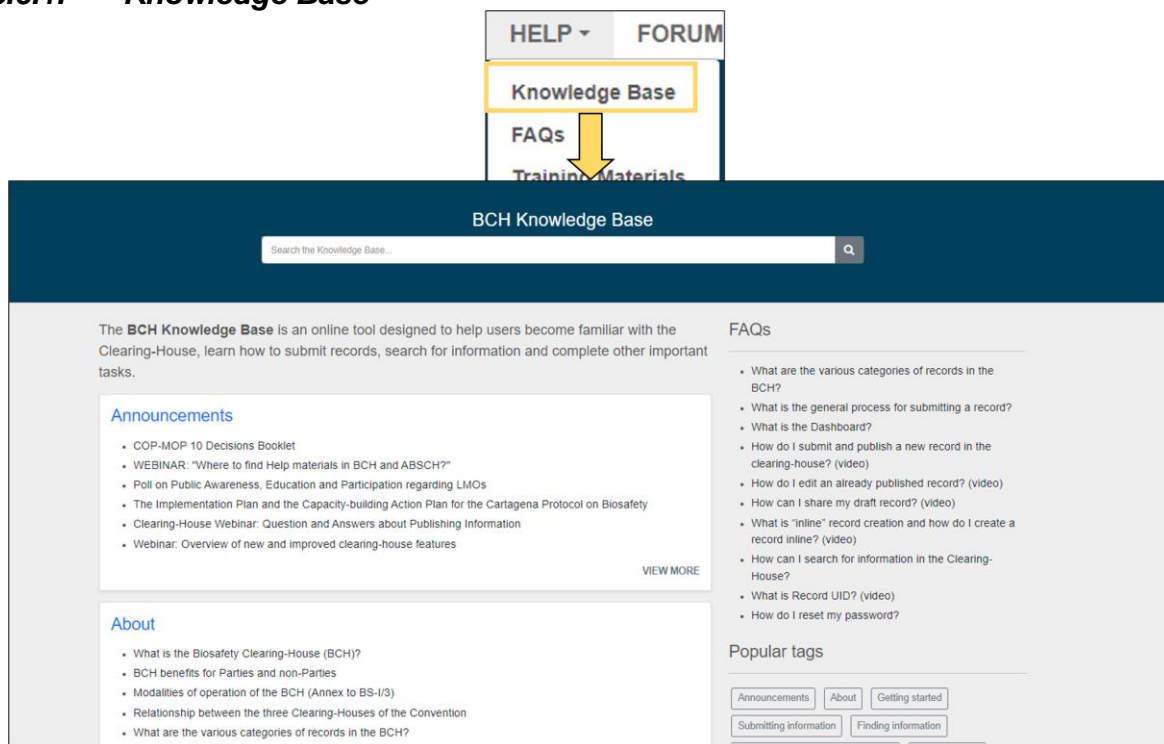 Knowledge Base
HELP
FORUM
Knowledge Base
FAQs
Training Materials
BCH Knowledge Base
Search the Knowledge Base...
The BCH Knowledge Base is an online tool designed to help users become familiar with the
Clearing-House, learn how to submit records, search for information and complete other important
tasks.
Announcements
• COP-MOP 10 Decisions Booklet
• WEBINAR: "Where to find Help materials in BCH and ABSCH?"
• Poll on Public Awareness, Education and Participation regarding LMOs
• The Implementation Plan and the Capacity-building Action Plan for the Cartagena Protocol on Biosafety
• Clearing-House Webinar: Question and Answers about Publishing Information
• Webinar: Overview of new and improved clearing-house features
VIEW MORE
About
• What is the Biosafety Clearing-House (BCH)?
• BCH benefits for Parties and non-Parties
• Modalities of operation of the BCH (Annex to BS-I/3)
• Relationship between the three Clearing-Houses of the Convention
• What are the various categories of records in the BCH?
FAQs
• What are the various categories of records in the
BCH?
• What is the general process for submitting a record?
• What is the Dashboard?
• How do I submit and publish a new record in the
clearing-house? (video)
• How do I edit an already published record? (video)
• How can I share my draft record? (video)
• What is "inline" record creation and how do I create a
record inline? (video)
• How can I search for information in the Clearing-
House?
• What is Record UID? (video)
• How do I reset my password?
Popular tags
Announcements
About
Getting started
Submitting information
Finding information